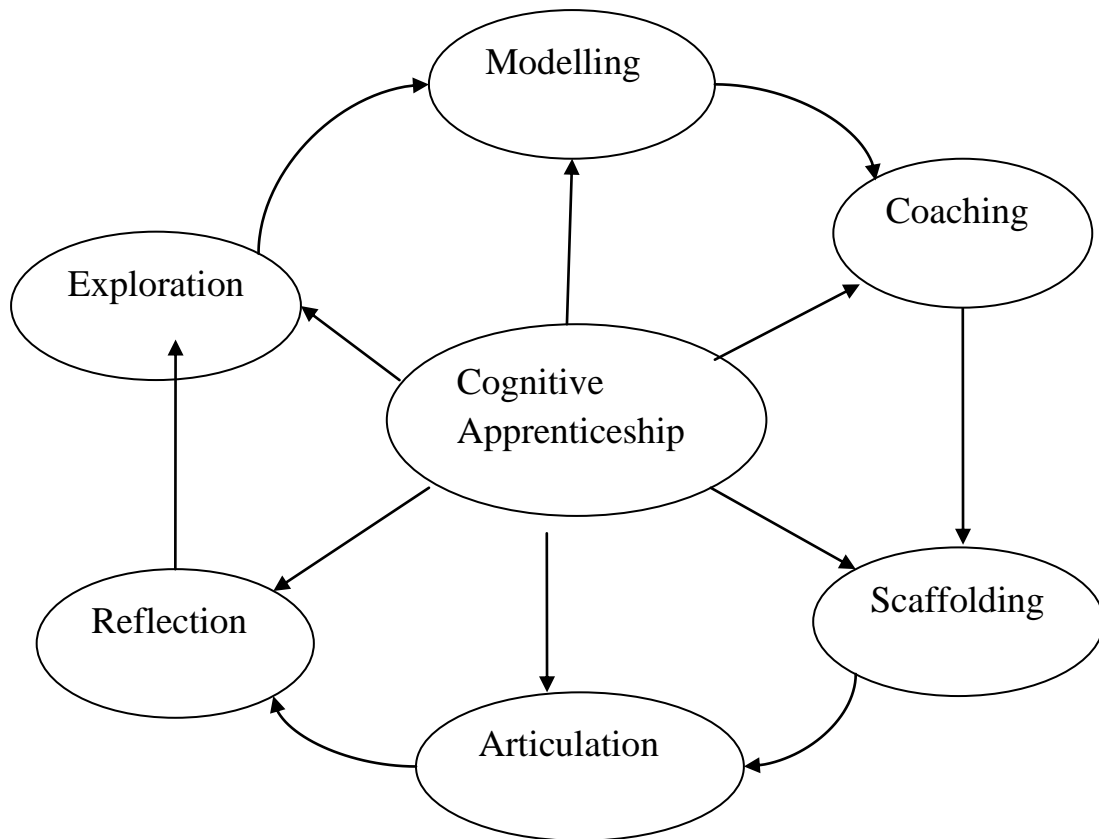 Modelling
Coaching
Exploration
Cognitive
Apprenticeship
Scaffolding
Reflection
Articulation